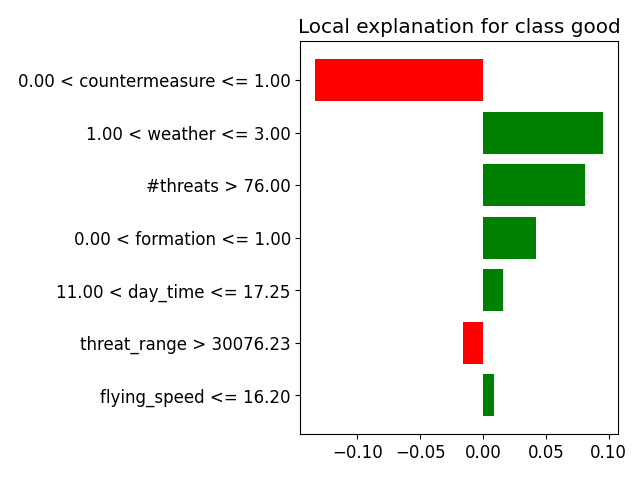 Local explanation for class good
0.00 < countermeasure <= 1.00
1.00 < weather <= 3.00
#threats > 76.00
0.00 < formation <= 1.00
11.00 < day_time <= 17.25
threat_range > 30076.23
flying_speed <= 16.20
−0.10 −0.05 0.00 0.05 0.10